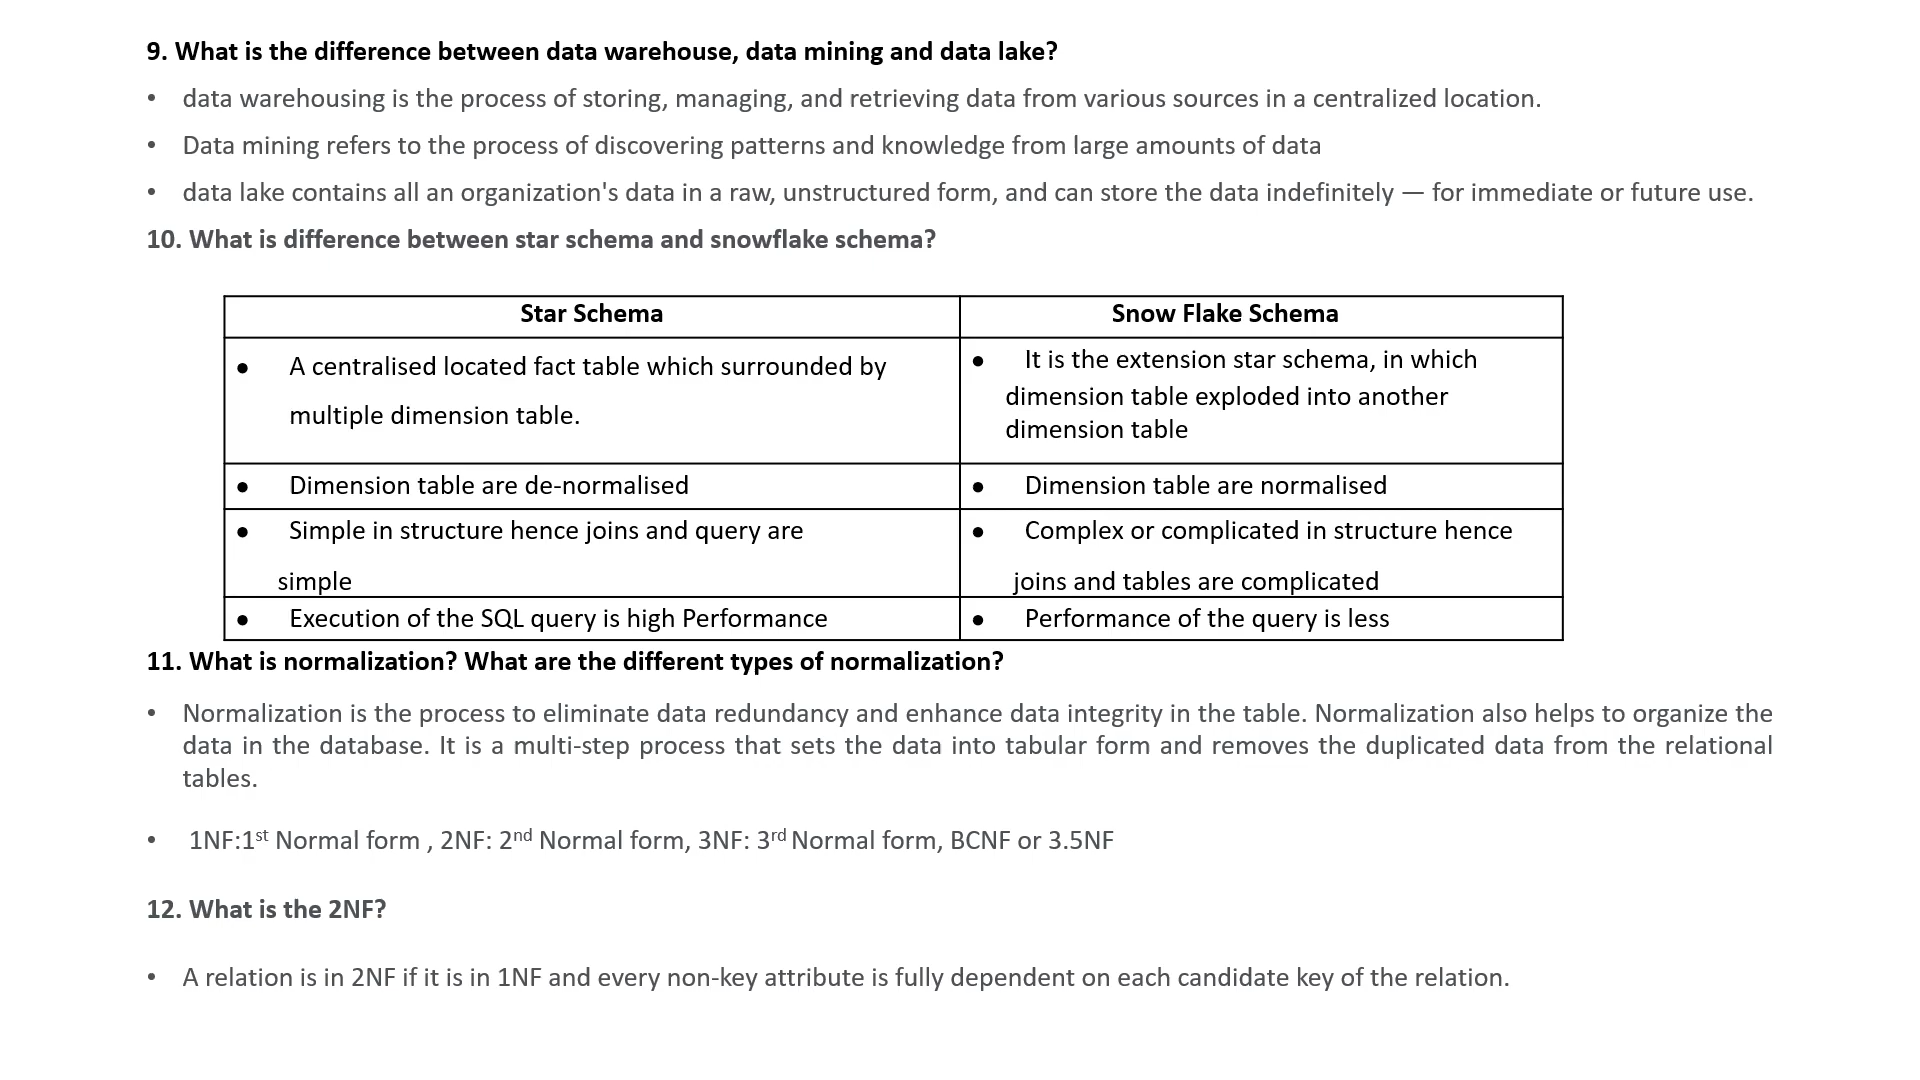 9. What is the difference between data warehouse, data mining and data lake?
• data warehousing is the process of storing, managing, and retrieving data from various sources in a centralized location.
• Data mining refers to the process of discovering patterns and knowledge from large amounts of data
• data lake contains all an organization's data in a raw, unstructured form, and can store the data indefinitely — for immediate or future use.
10. What is difference between star schema and snowflake schema?
Star Schema
Snow Flake Schema
● A centralised located fact table which surrounded by
multiple dimension table.
● It is the extension star schema, in which
dimension table exploded into another
dimension table
● Dimension table are de-normalised
● Dimension table are normalised
● Simple in structure hence joins and query are
simple
● Complex or complicated in structure hence
joins and tables are complicated
● Execution of the SQL query is high Performance
● Performance of the query is less
11. What is normalization? What are the different types of normalization?
• Normalization is the process to eliminate data redundancy and enhance data integrity in the table. Normalization also helps to organize the
data in the database. It is a multi-step process that sets the data into tabular form and removes the duplicated data from the relational
tables.
• 1NF:1st Normal form , 2NF: 2nd Normal form, 3NF: 3rd Normal form, BCNF or 3.5NF
12. What is the 2NF?
• A relation is in 2NF if it is in 1NF and every non-key attribute is fully dependent on each candidate key of the relation.